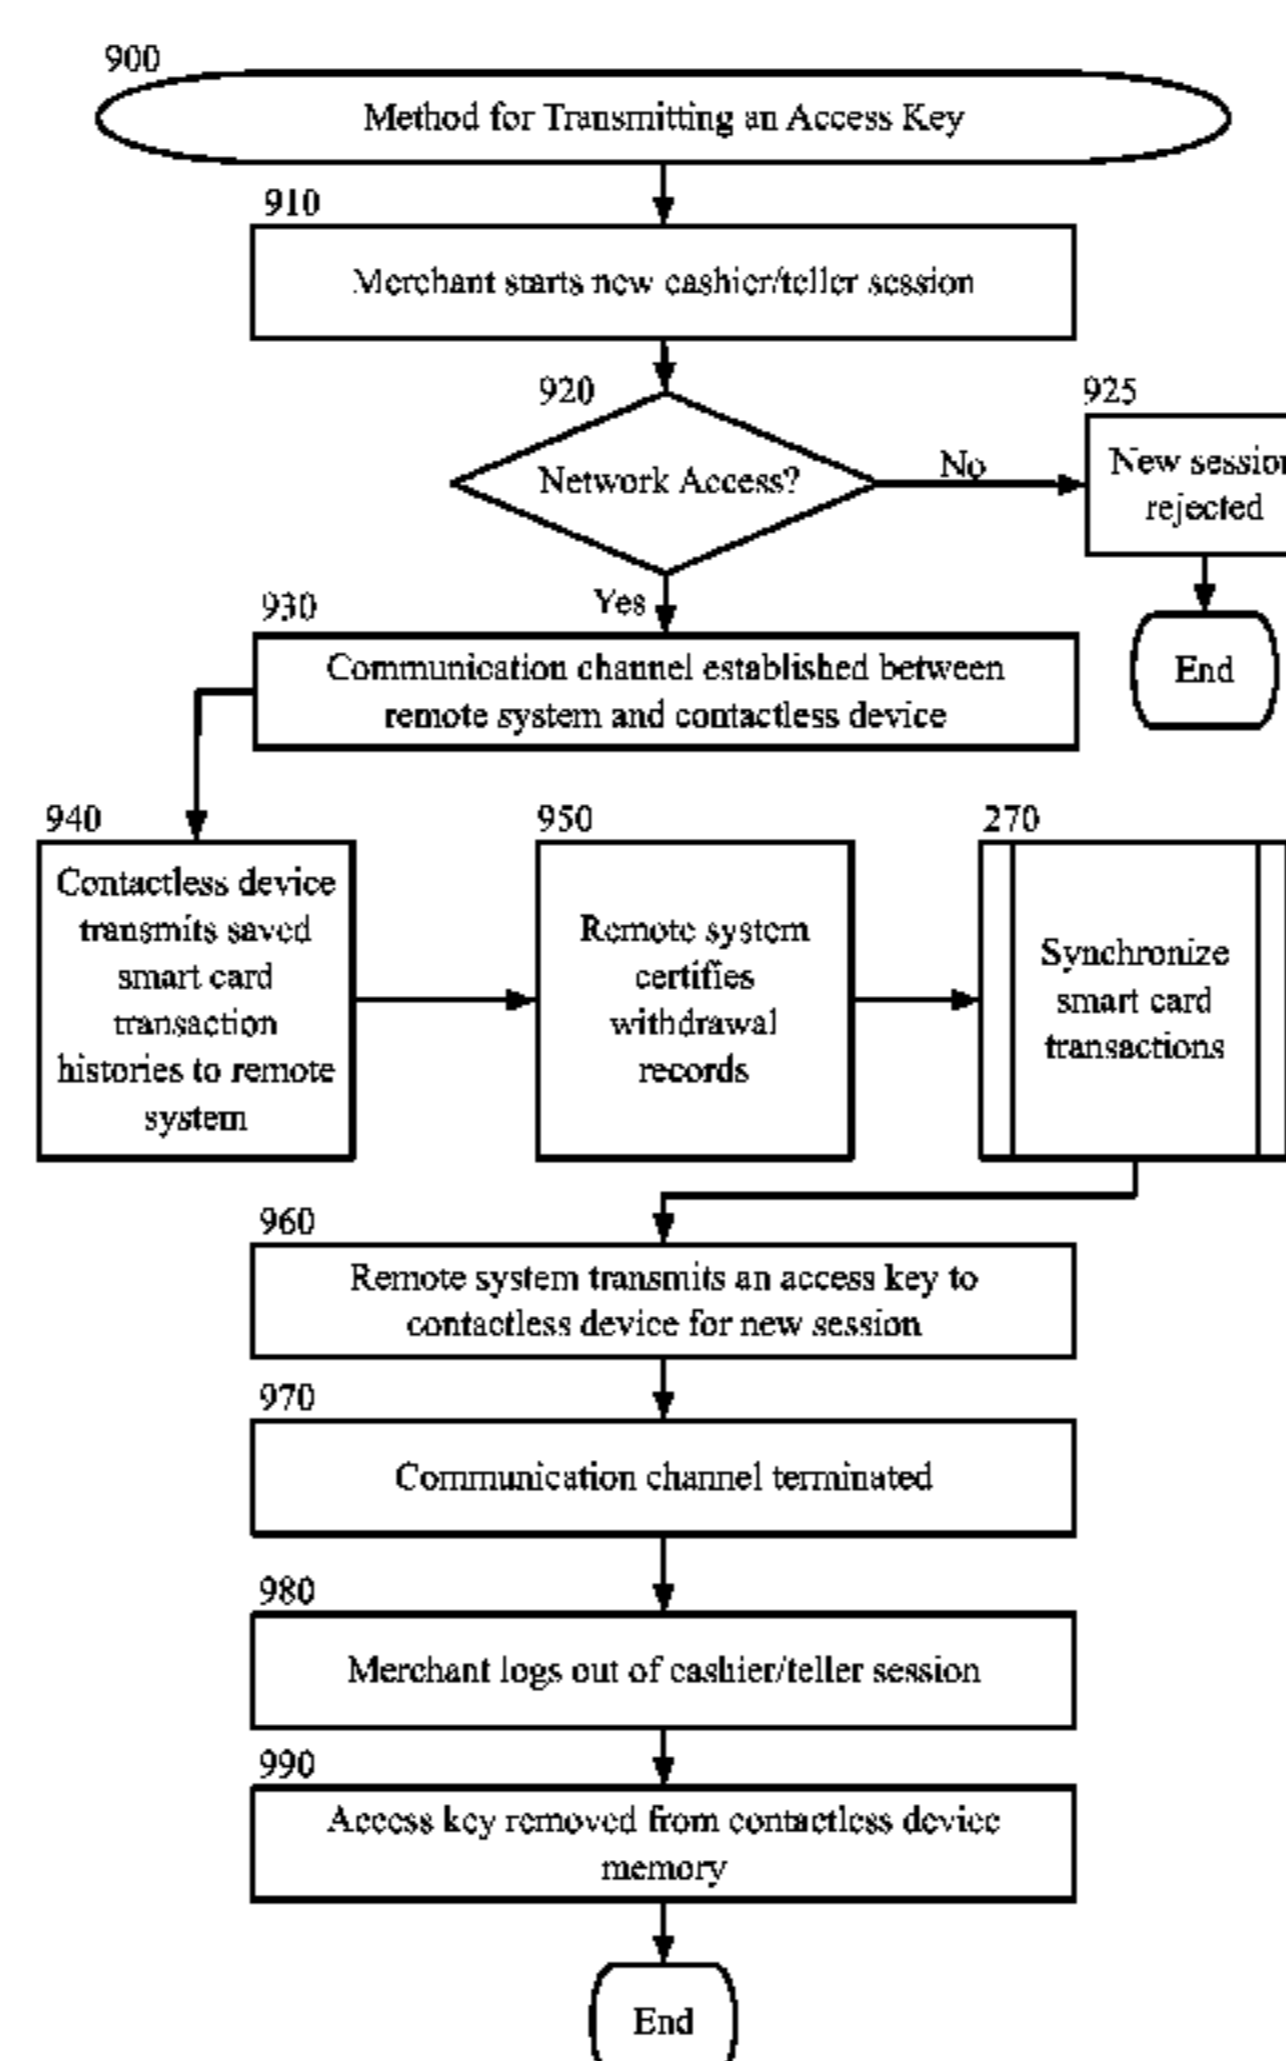 900
Method for Transmitting an Access Key
910
Merchant starts new cashier/teller session
920
Network Access?
No
925
New session
rejected
End
Yes
930
Communication channel established between
remote system and contactless device
940
Contactless device
transmits saved
smart card
transaction
histories to remote
system
950
Remote system
certifies
withdrawal
records
270
Synchronize
smart card
transactions
960
Remote system transmits an access key to
contactless device for new session
970
Communication channel terminated
980
Merchant logs out of cashier/teller session
990
Access key removed from contactless device
memory
End